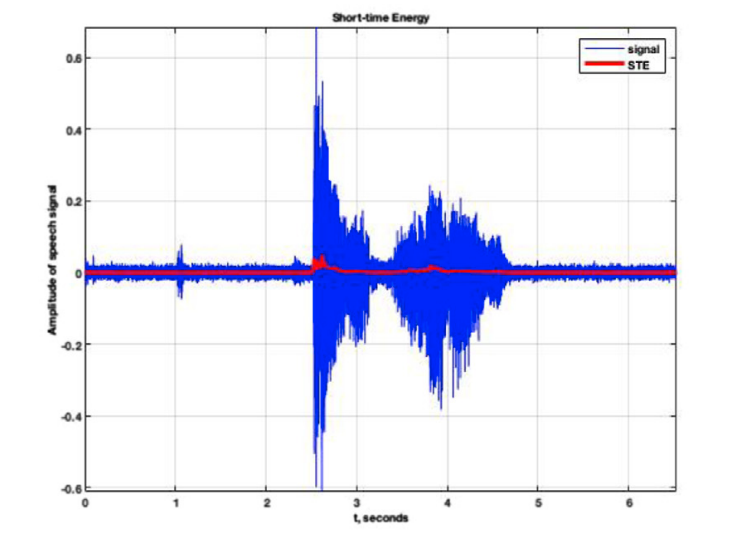 Short-time Energy
signal
STE
Amplitude of speech signal
0.6
0.4
0.2
0
-0.2
-0.4
-0.6
0 1 2 3 4 5 6
t, seconds